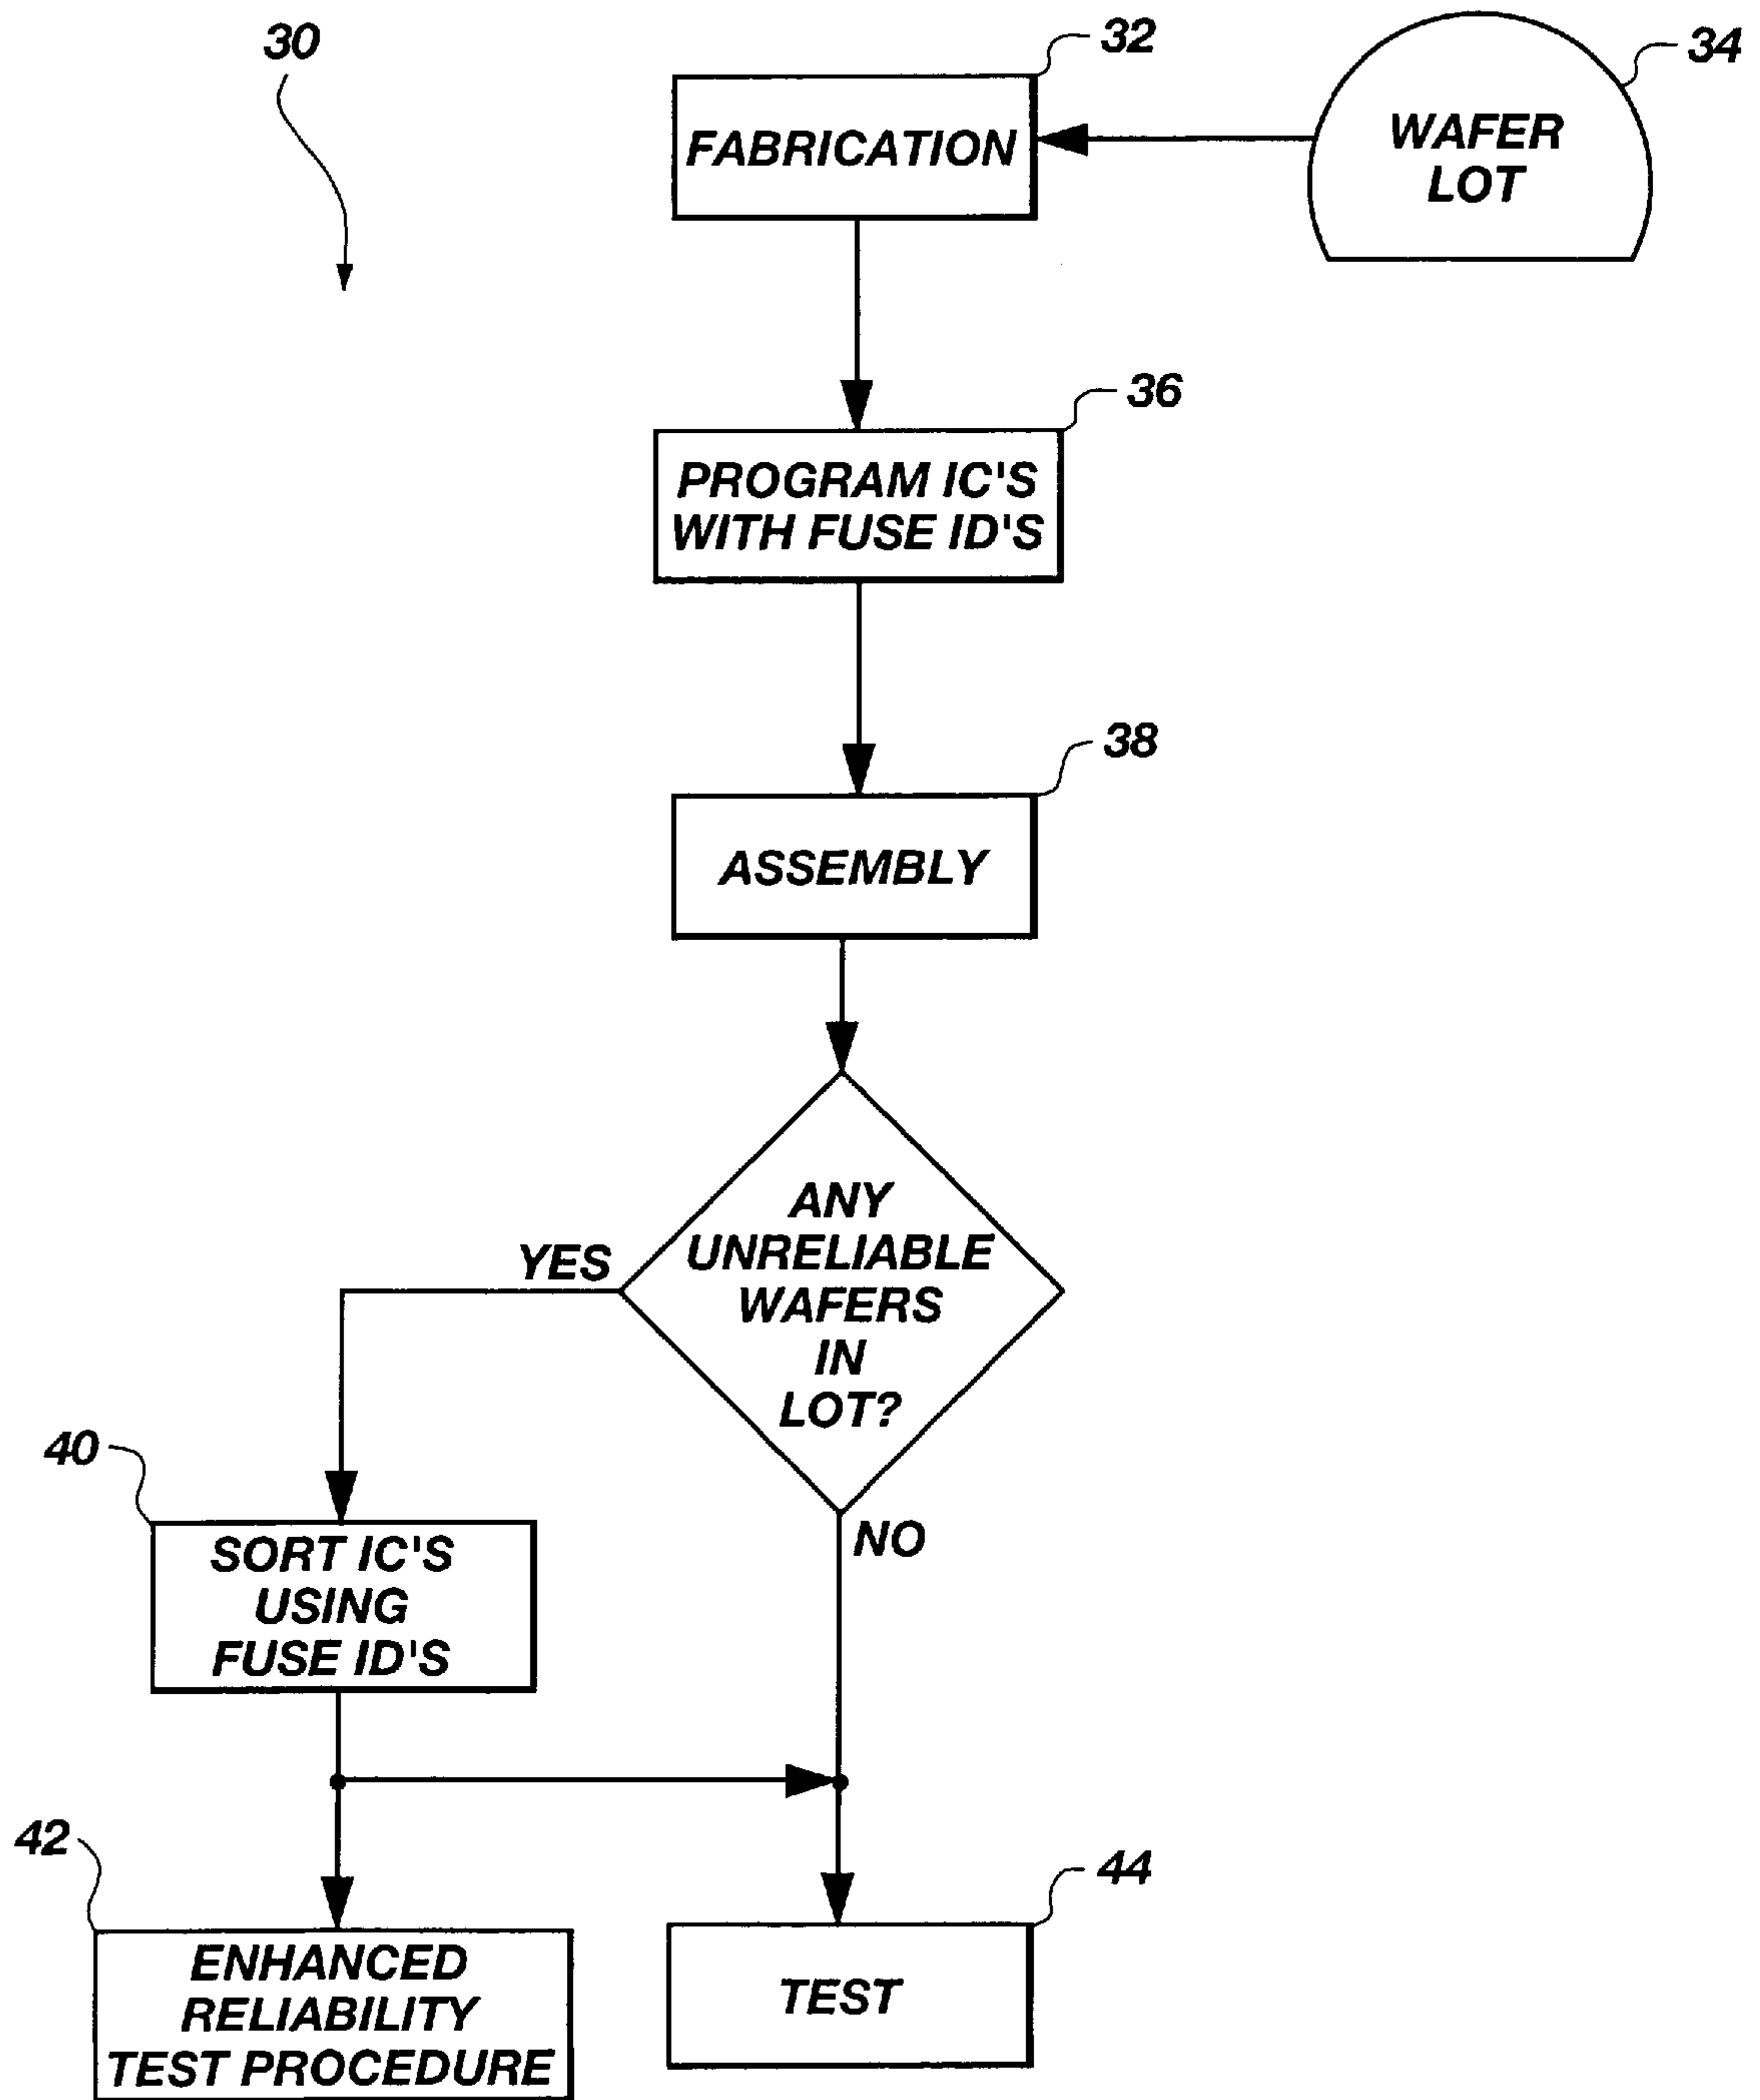 30
32
34
FABRICATION
WAFER
LOT
36
PROGRAM IC'S
WITH FUSE ID'S
38
ASSEMBLY
ANY
UNRELIABLE
WAFERS
IN
LOT?
YES
NO
40
SORT IC'S
USING
FUSE ID'S
42
44
ENHANCED
RELIABILITY
TEST PROCEDURE
TEST